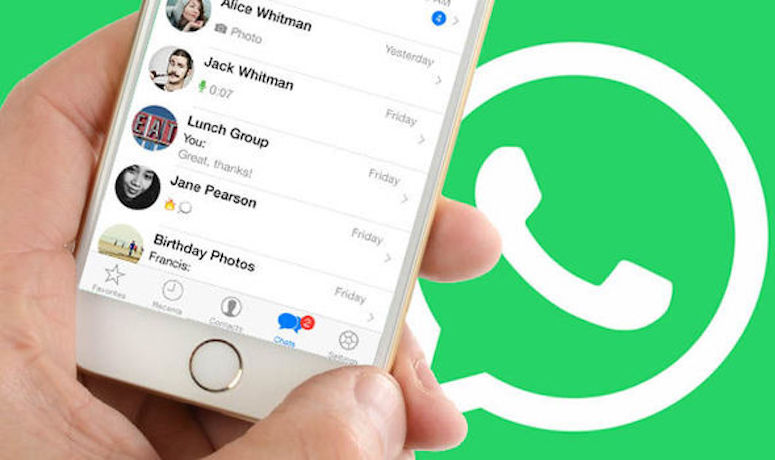 AM
Alice Whitman
4
Photo
Yesterday
Jack Whitman
0:07
Friday
EAT
Lunch Group
You:
Great, thanks!
Friday
Jane Pearson
Friday
Birthday Photos
Francis:
Friday
Favorites
Recents
Contacts
2
Chats
Settings